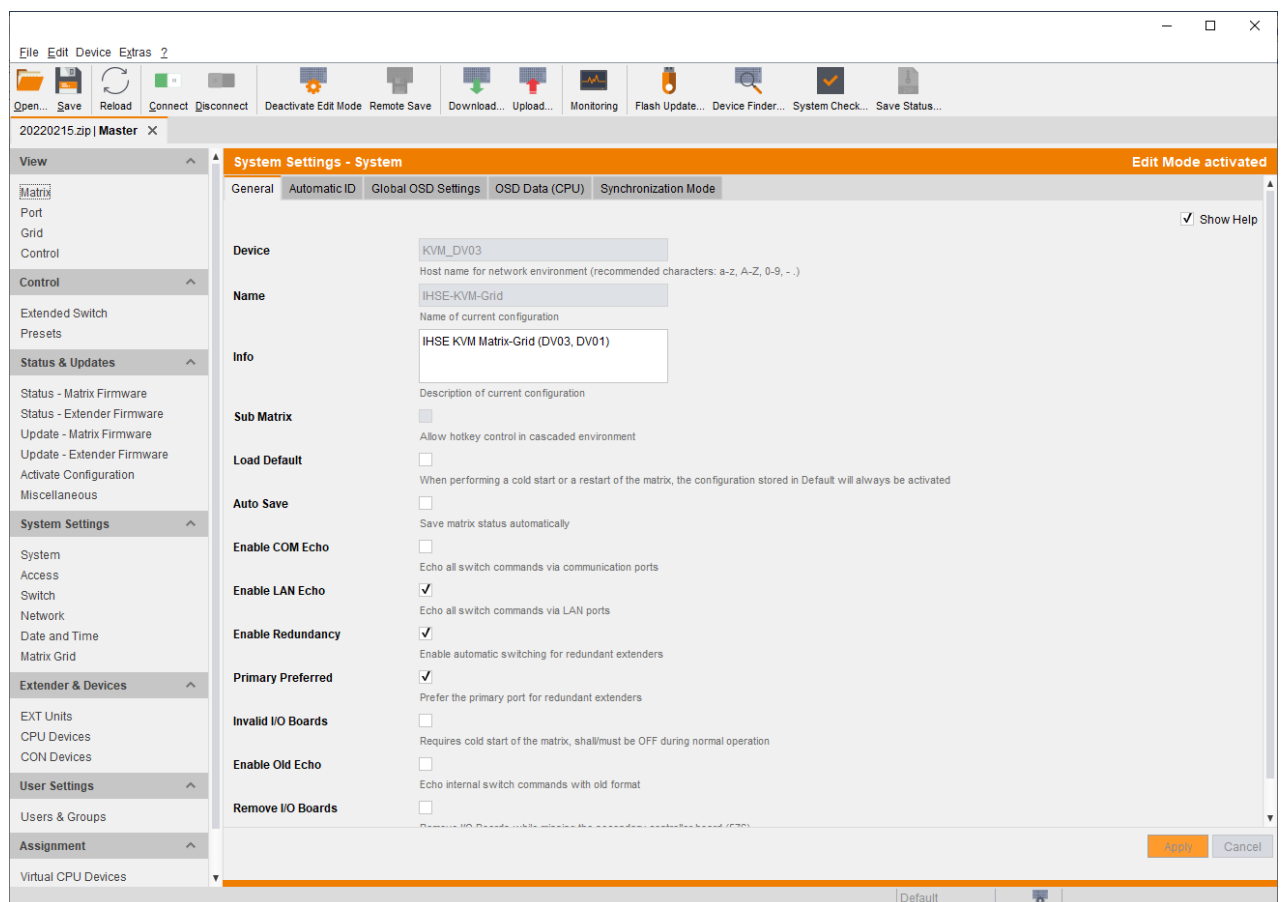 File Edit Device Extras ?
Open... Save Reload Connect Disconnect Deactivate Edit Mode Remote Save Download... Upload... Monitoring Flash Update... Device Finder... System Check... Save Status...
20220215.zip | Master
View
Matrix
Port
Grid
Control
Control
Extended Switch
Presets
Status & Updates
Status - Matrix Firmware
Status - Extender Firmware
Update - Matrix Firmware
Update - Extender Firmware
Activate Configuration
Miscellaneous
System Settings
System
Access
Switch
Network
Date and Time
Matrix Grid
Extender & Devices
EXT Units
CPU Devices
CON Devices
User Settings
Users & Groups
Assignment
Virtual CPU Devices
System Settings - System Edit Mode activated
General Automatic ID Global OSD Settings OSD Data (CPU) Synchronization Mode
Show Help
Device KVM_DV03
Host name for network environment (recommended characters: a-z, A-Z, 0-9, - .)
Name IHSE-KVM-Grid
Name of current configuration
Info IHSE KVM Matrix-Grid (DV03, DV01)
Description of current configuration
Sub Matrix
Allow hotkey control in cascaded environment
Load Default
When performing a cold start or a restart of the matrix, the configuration stored in Default will always be activated
Auto Save
Save matrix status automatically
Enable COM Echo
Echo all switch commands via communication ports
Enable LAN Echo
Echo all switch commands via LAN ports
Enable Redundancy
Enable automatic switching for redundant extenders
Primary Preferred
Prefer the primary port for redundant extenders
Invalid I/O Boards
Requires cold start of the matrix, shall/must be OFF during normal operation
Enable Old Echo
Echo internal switch commands with old format
Remove I/O Boards
Remove I/O Boards while missing the secondary controller board (576)
Apply Cancel
Default